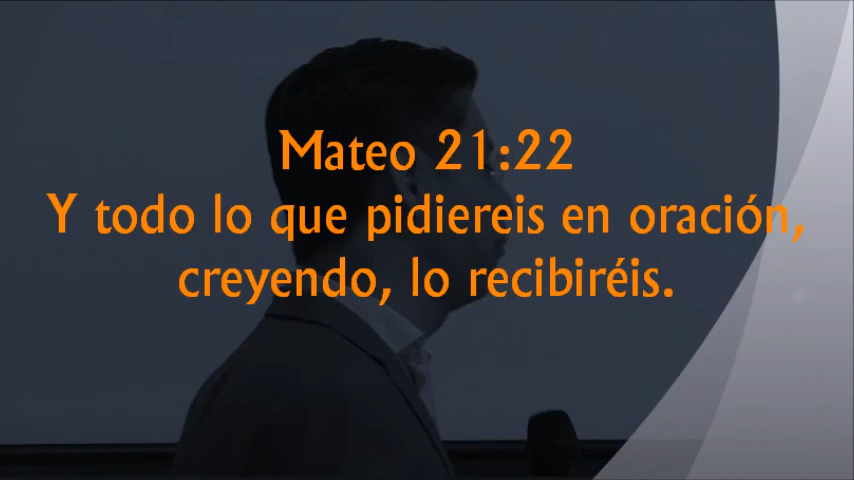 Mateo 21:22
Y todo lo que pidiereis en oración,
creyendo, lo recibiréis.